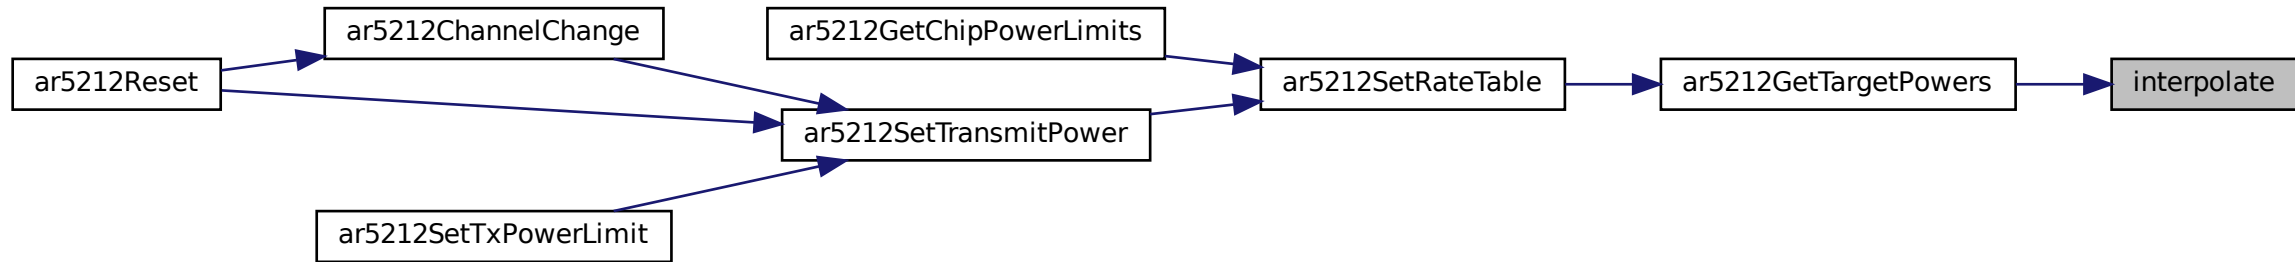 ar5212Reset
ar5212ChannelChange
ar5212GetChipPowerLimits
ar5212SetTransmitPower
ar5212SetTxPowerLimit
ar5212SetRateTable
ar5212GetTargetPowers
interpolate